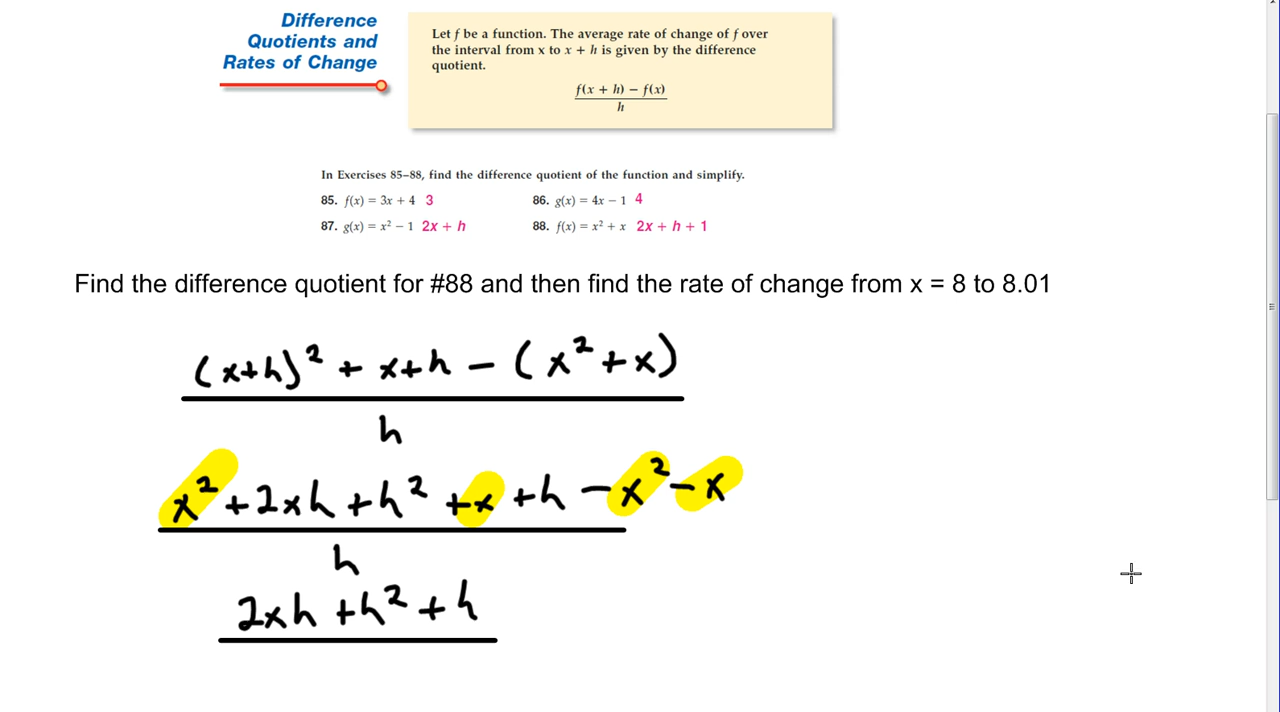 Difference
Quotients and
Rates of Change
Let f be a function. The average rate of change of f over
the interval from x to x + h is given by the difference
quotient.
f(x + h) − f(x)
h
In Exercises 85–88, find the difference quotient of the function and simplify.
85. f(x) = 3x + 4 3 86. g(x) = 4x − 1 4
87. g(x) = x² − 1 2x + h 88. f(x) = x² + x 2x + h + 1
Find the difference quotient for #88 and then find the rate of change from x = 8 to 8.01
(x+h)² + x+h − (x²+x)
h
x² +2xh +h² +x +h −x² −x
h
2xh +h² +h